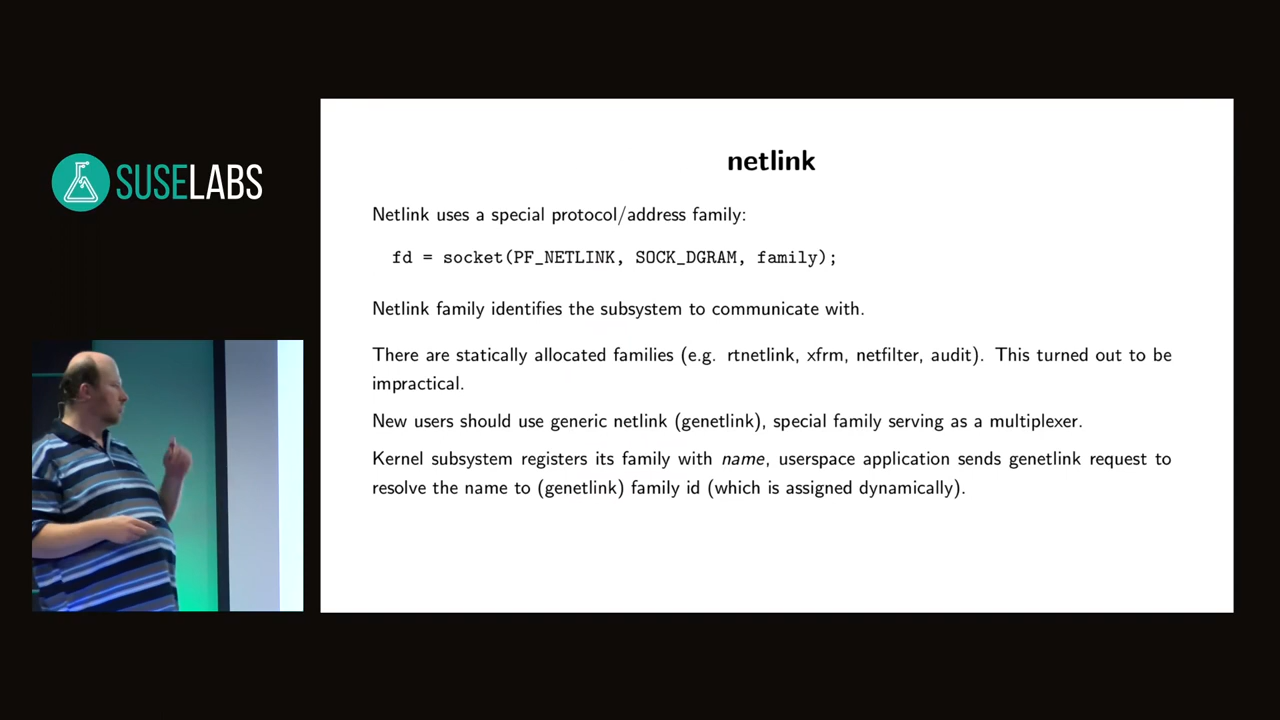 SUSELABS
netlink
Netlink uses a special protocol/address family:
fd = socket(PF_NETLINK, SOCK_DGRAM, family);
Netlink family identifies the subsystem to communicate with.
There are statically allocated families (e.g. rtnetlink, xfrm, netfilter, audit). This turned out to be
impractical.
New users should use generic netlink (genetlink), special family serving as a multiplexer.
Kernel subsystem registers its family with name, userspace application sends genetlink request to
resolve the name to (genetlink) family id (which is assigned dynamically).